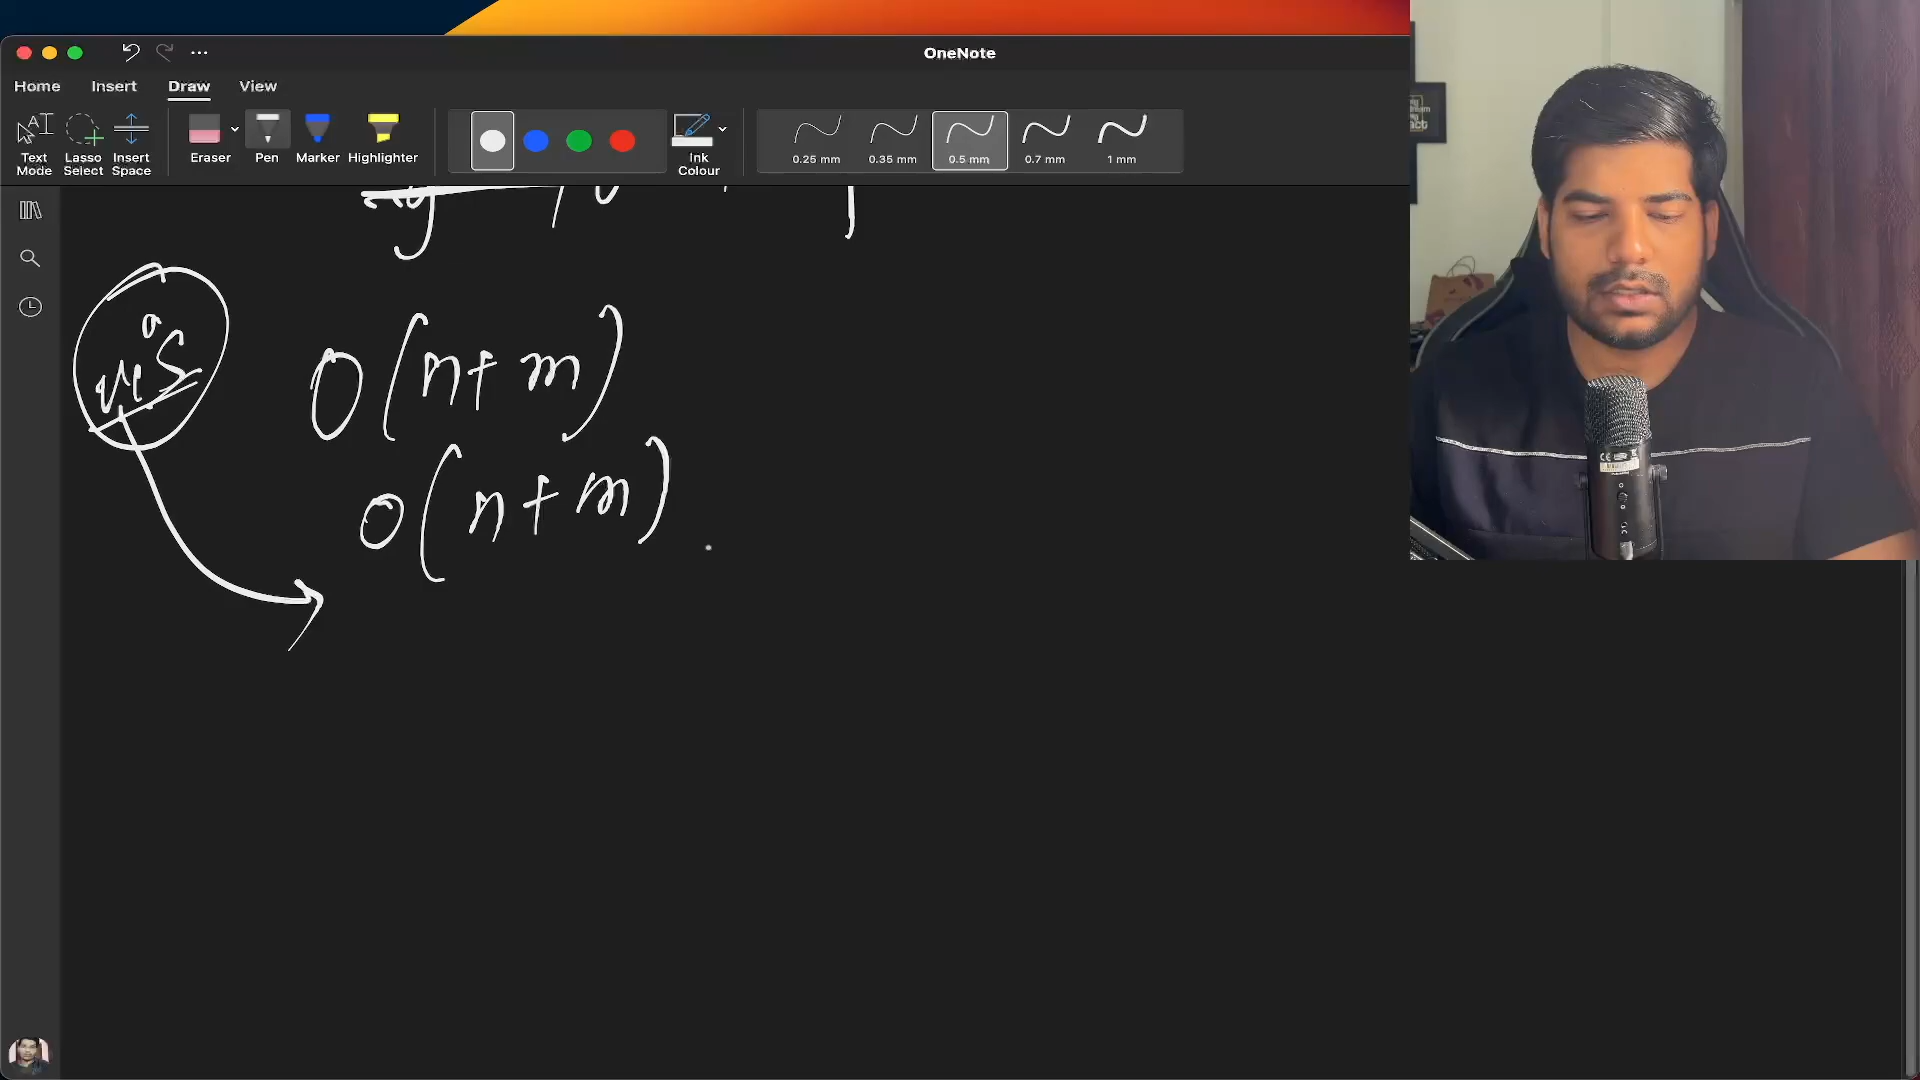 OneNote
Home Insert Draw View
Text Mode
Lasso Select
Insert Space
Eraser
Pen
Marker
Highlighter
Ink Colour
0.25 mm
0.35 mm
0.5 mm
0.7 mm
1 mm
vis
O(n+m)
O(n+m)